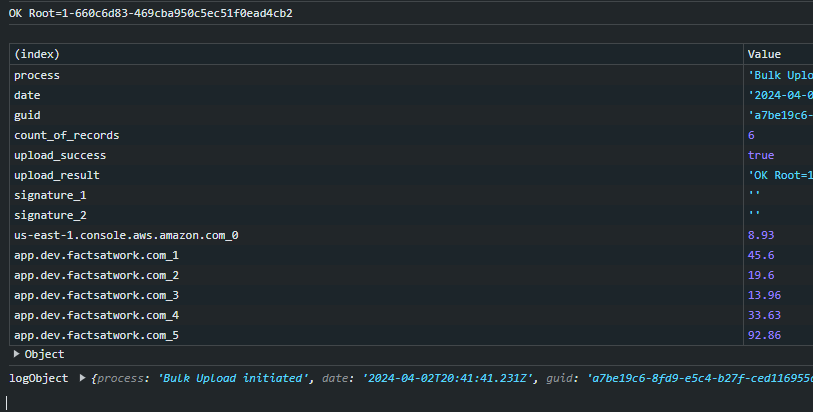 OK Root=1-660c6d83-469cba950c5ec51f0ead4cb2
(index) Value
process 'Bulk Uplo
date '2024-04-0
guid 'a7be19c6-
count_of_records 6
upload_success true
upload_result 'OK Root=1
signature_1 ''
signature_2 ''
us-east-1.console.aws.amazon.com_0 8.93
app.dev.factsatwork.com_1 45.6
app.dev.factsatwork.com_2 19.6
app.dev.factsatwork.com_3 13.96
app.dev.factsatwork.com_4 33.63
app.dev.factsatwork.com_5 92.86
Object
logObject {process: 'Bulk Upload initiated', date: '2024-04-02T20:41:41.231Z', guid: 'a7be19c6-8fd9-e5c4-b27f-ced116955